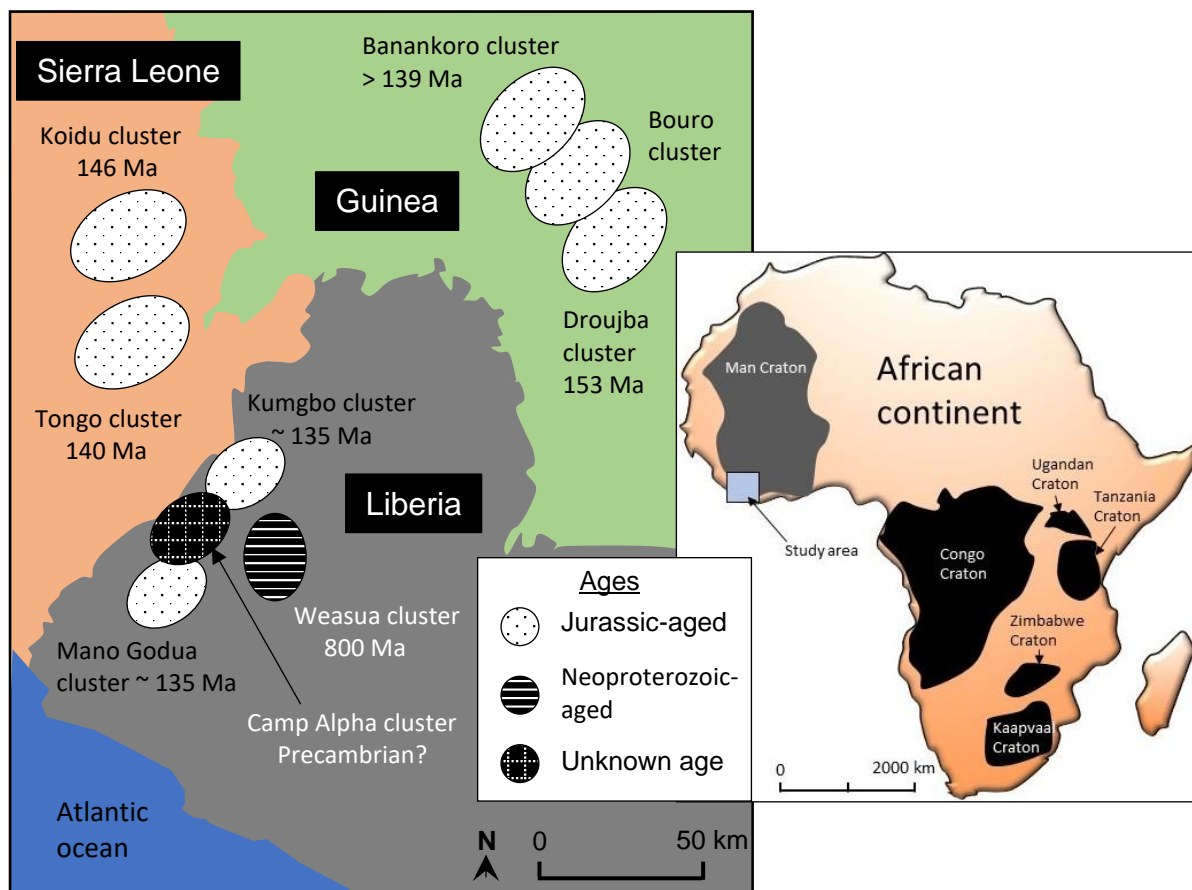 Sierra Leone
Koidu cluster
146 Ma
Banankoro cluster
> 139 Ma
Bouro
cluster
Guinea
Tongo cluster
140 Ma
Droujba
cluster
153 Ma
Kumgbo cluster
~ 135 Ma
Liberia
Weasua cluster
800 Ma
Mano Godua
cluster ~ 135 Ma
Camp Alpha cluster
Precambrian?
Atlantic
ocean
Ages
Jurassic-aged
Neoproterozoic-
aged
Unknown age
N
0
50 km
Man Craton
African
continent
Study area
Ugandan
Craton
Tanzania
Craton
Congo
Craton
Zimbabwe
Craton
Kaapvaal
Craton
0
2000 km